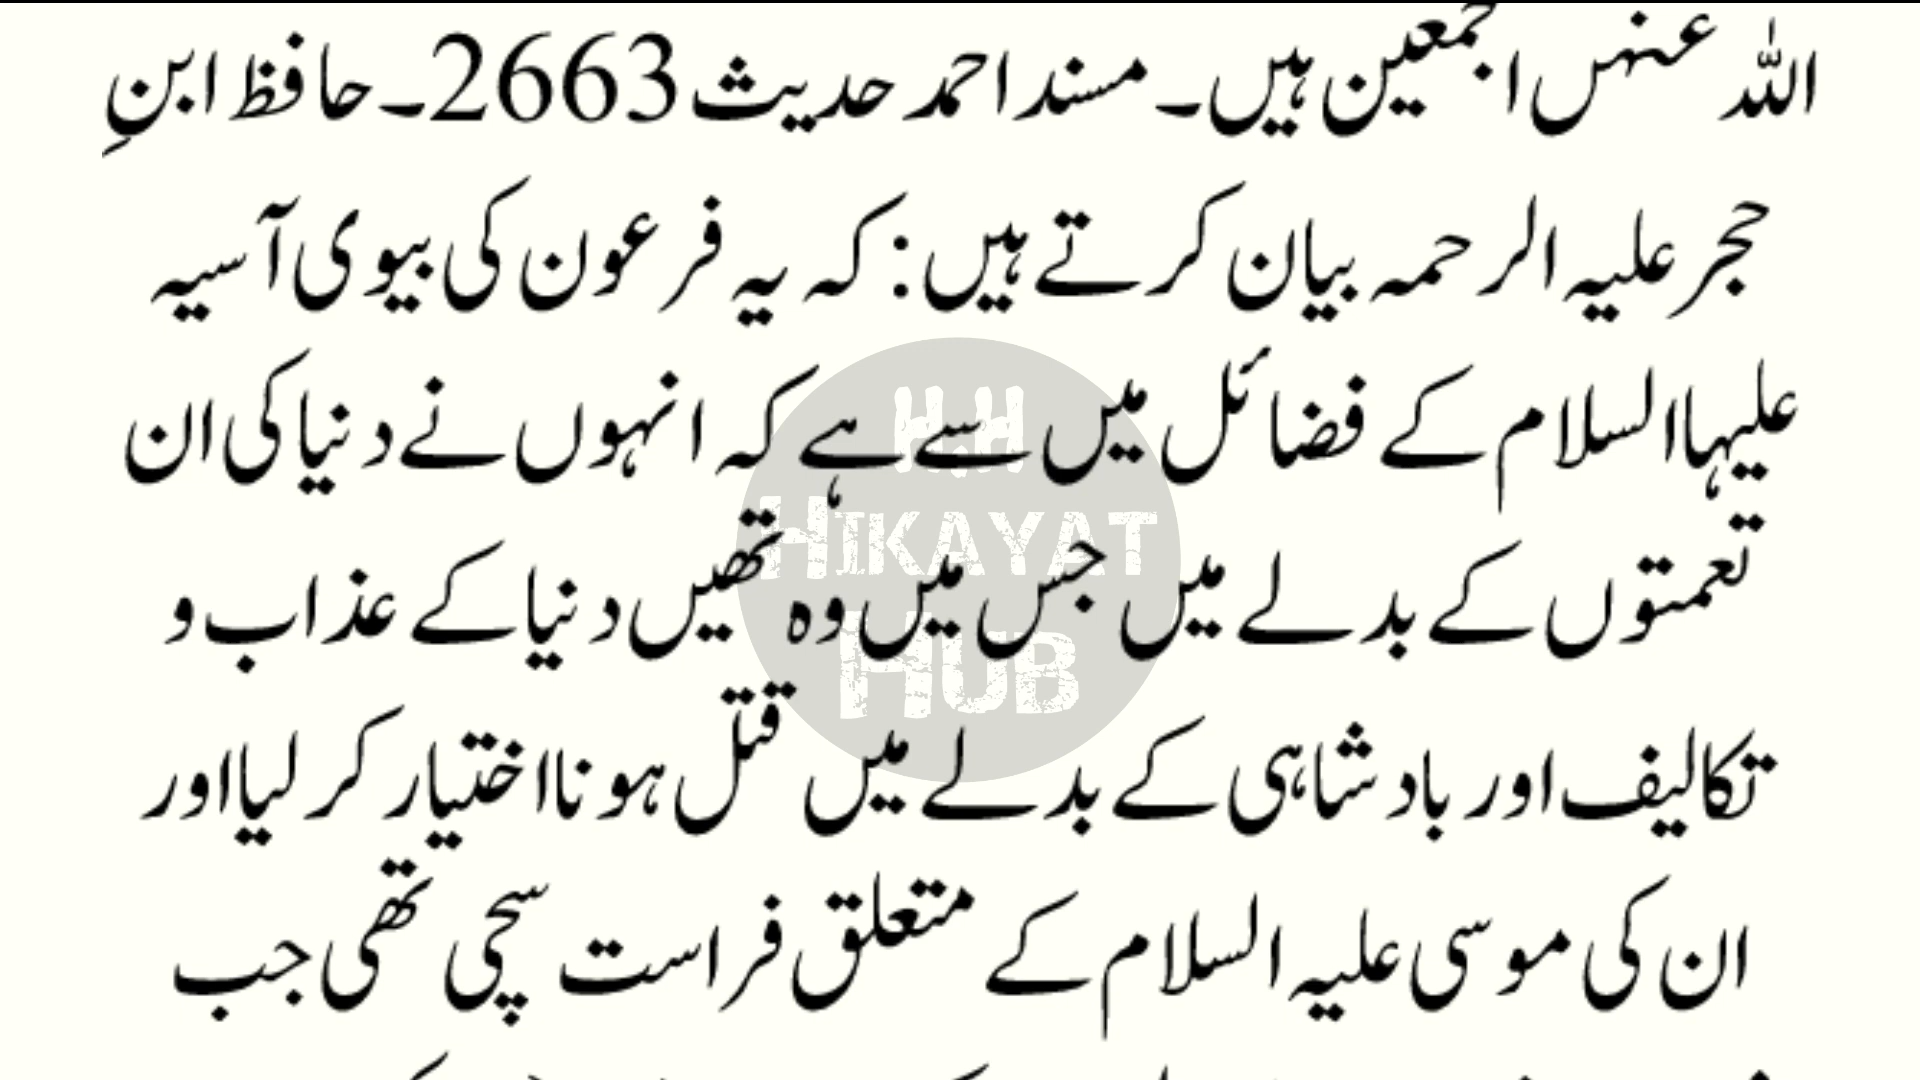 اللہ عنہس اجمعین ہیں۔ مسند احمد حدیث 2663۔ حافظ ابنِ
حجر علیہ الرحمہ بیان کرتے ہیں: کہ یہ فرعون کی بیوی آسیہ
علیہا السلام کے فضائل میں سے ہے کہ انہوں نے دنیا کی ان
نعمتوں کے بدلے میں جس میں وہ تھیں دنیا کے عذاب و
تکالیف اور بادشاہی کے بدلے میں قتل ہونا اختیار کر لیا اور
ان کی موسی علیہ السلام کے متعلق فراست سچی تھی جب
H.H
HIKAYAT
HUB